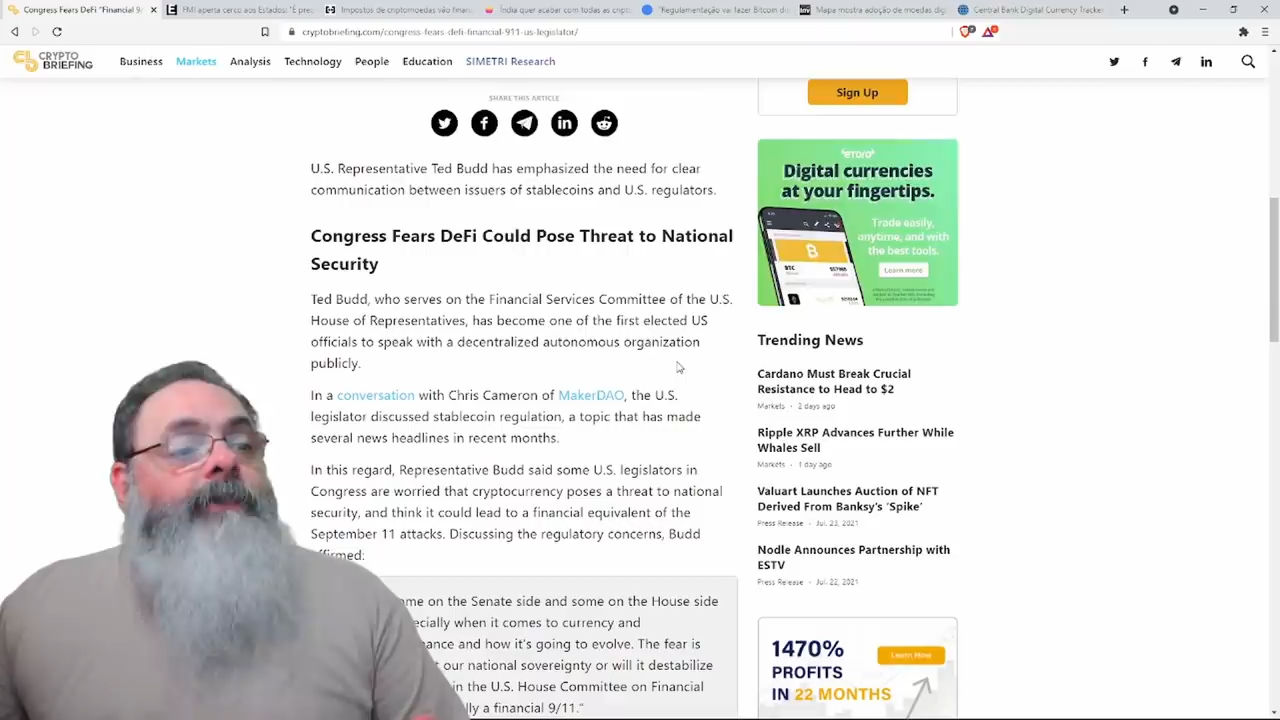 Congress Fears DeFi "Financial 9/
FMI aperta cerco aos Estados: "É
Impostos de criptomoedas vão
Índia quer acabar com todas as
"Regulamentação vai fazer Bitcoin
Mapa mostra adoção de moedas
Central Bank Digital Currency Tracker
cryptobriefing.com/congress-fears-defi-financial-911-us-legislator/
CRYPTO
BRIEFING
Business Markets Analysis Technology People Education SIMETRI Research
SHARE THIS ARTICLE
U.S. Representative Ted Budd has emphasized the need for clear
communication between issuers of stablecoins and U.S. regulators.
Congress Fears DeFi Could Pose Threat to National
Security
Ted Budd, who serves on the Financial Services Committee of the U.S.
House of Representatives, has become one of the first elected US
officials to speak with a decentralized autonomous organization
publicly.
In a conversation with Chris Cameron of MakerDAO, the U.S.
legislator discussed stablecoin regulation, a topic that has made
several news headlines in recent months.
In this regard, Representative Budd said some U.S. legislators in
Congress are worried that cryptocurrency poses a threat to national
security, and think it could lead to a financial equivalent of the
September 11 attacks. Discussing the regulatory concerns, Budd
ffirmed:
me on the Senate side and some on the House side
ecially when it comes to currency and
ance and how it's going to evolve. The fear is
t our national sovereignty or will it destabilize
in the U.S. House Committee on Financial
lly a financial 9/11."
Sign Up
eToro
Digital currencies
at your fingertips.
Trade easily,
anytime, and with
the best tools.
Learn more
BTC
Trending News
Cardano Must Break Crucial
Resistance to Head to $2
Markets · 2 days ago
Ripple XRP Advances Further While
Whales Sell
Markets · 1 day ago
Valuart Launches Auction of NFT
Derived From Banksy's 'Spike'
Press Release · Jul. 23, 2021
Nodle Announces Partnership with
ESTV
Press Release · Jul. 22, 2021
1470%
PROFITS
IN 22 MONTHS
Learn Now